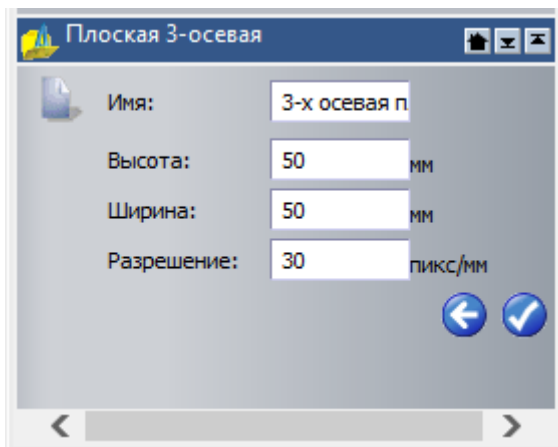 Плоская 3-осевая
Имя: 3-х осевая п
Высота: 50 мм
Ширина: 50 мм
Разрешение: 30 пикс/мм